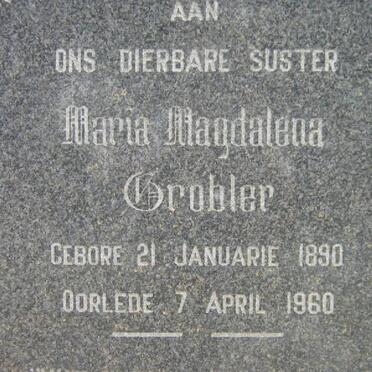 AAN
ONS DIERBARE SUSTER
Maria Magdalena
Grobler
GEBORE 21 JANUARIE 1890
OORLEDE 7 APRIL 1960